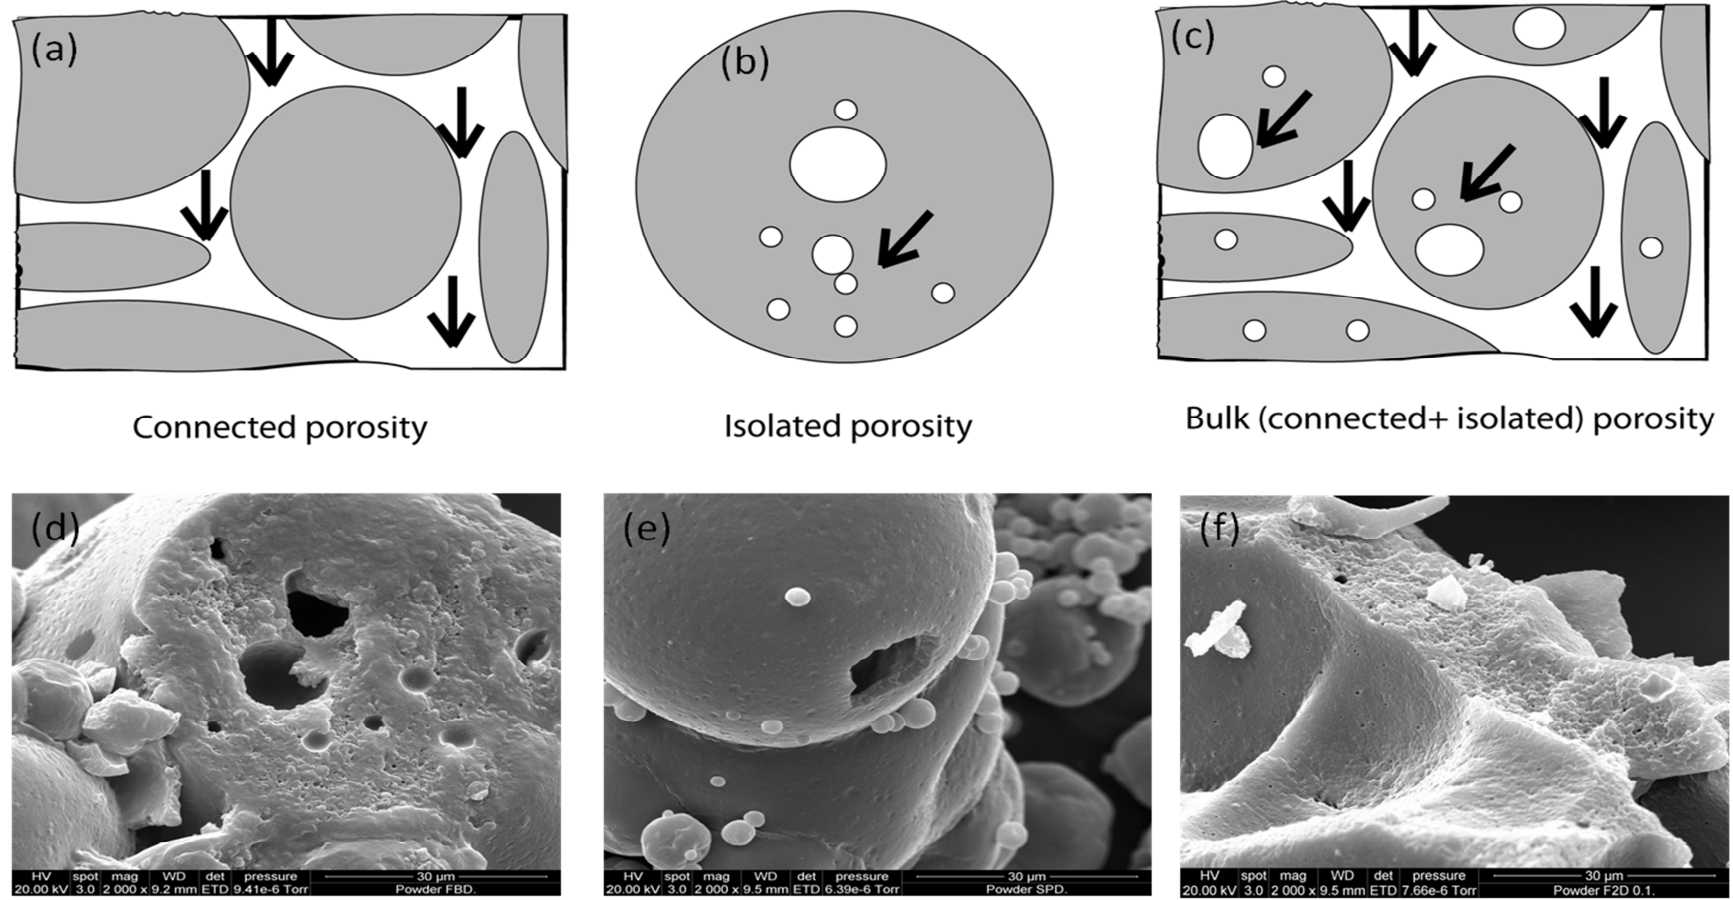 (a)
(b)
(c)
Connected porosity
Isolated porosity
Bulk (connected+ isolated) porosity
(d)
(e)
(f)
HV spot mag WD det pressure 30 µm
20.00 kV 3.0 2 000 x 9.2 mm ETD 9.41e-6 Torr Powder FBD.
HV spot mag WD det pressure 30 µm
20.00 kV 3.0 2 000 x 9.5 mm ETD 6.39e-6 Torr Powder SPD.
HV spot mag WD det pressure 30 µm
20.00 kV 3.0 2 000 x 9.5 mm ETD 7.66e-6 Torr Powder F2D 0.1.